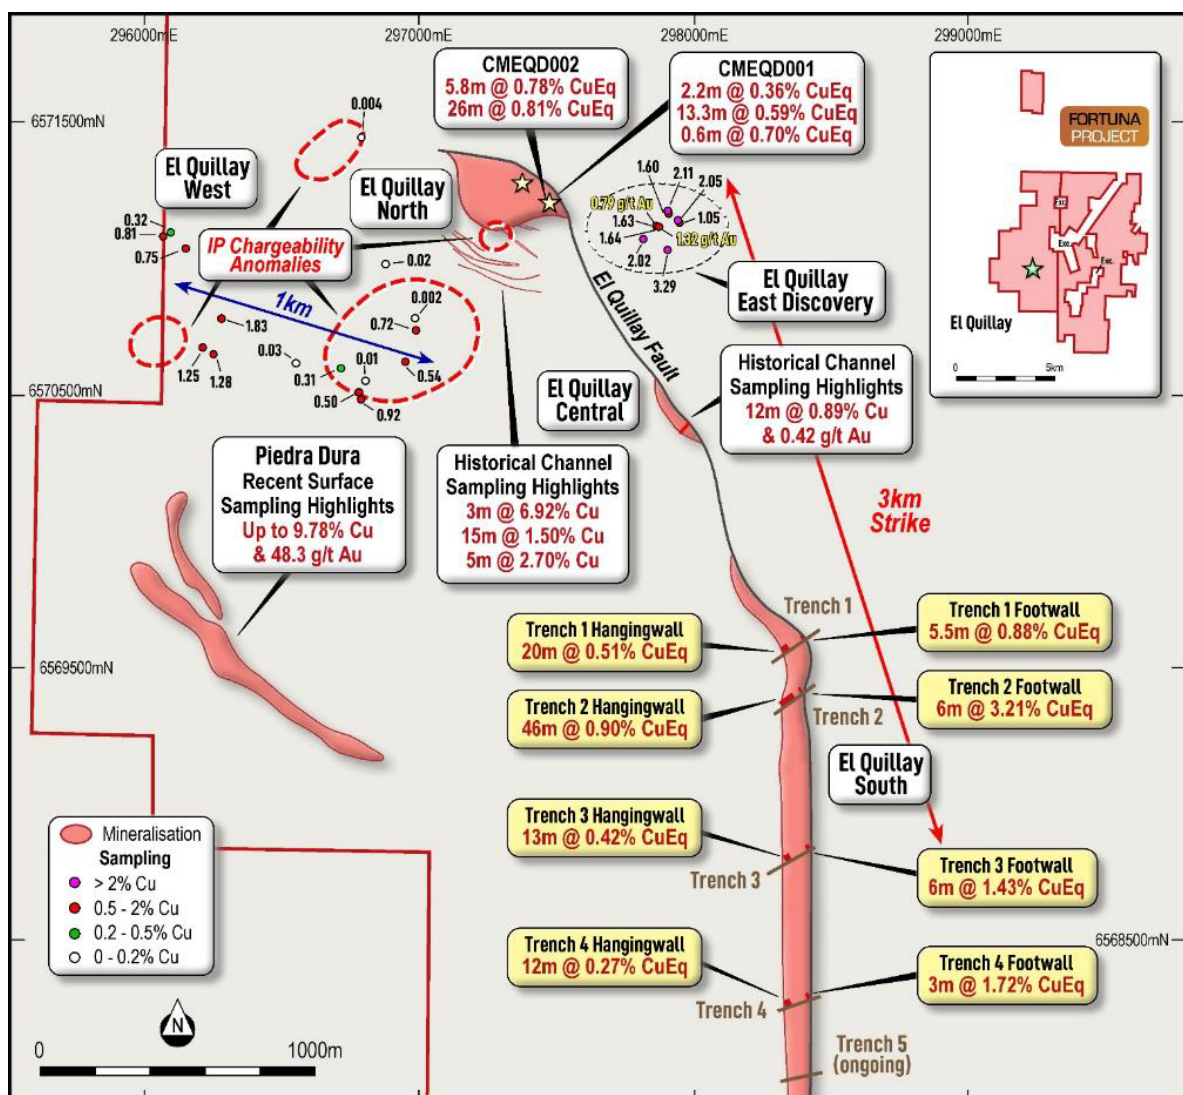 296000mE
297000mE
298000mE
299000mE
6571500mN
6570500mN
6569500mN
6568500mN
CMEQD002
5.8m @ 0.78% CuEq
26m @ 0.81% CuEq
CMEQD001
2.2m @ 0.36% CuEq
13.3m @ 0.59% CuEq
0.6m @ 0.70% CuEq
FORTUNA
PROJECT
Exc.
Exc.
Exc.
El Quillay
0
5km
0.004
El Quillay
West
El Quillay
North
0.32
0.81
0.75
IP Chargeability
Anomalies
0.02
1km
1.83
0.002
0.72
1.25
1.28
0.03
0.31
0.01
0.54
0.50
0.92
1.60
2.11
2.05
0.79 g/t Au
1.63
1.05
1.64
1.32 g/t Au
2.02
3.29
El Quillay
East Discovery
El Quillay Fault
El Quillay
Central
Historical Channel
Sampling Highlights
12m @ 0.89% Cu
& 0.42 g/t Au
Piedra Dura
Recent Surface
Sampling Highlights
Up to 9.78% Cu
& 48.3 g/t Au
Historical Channel
Sampling Highlights
3m @ 6.92% Cu
15m @ 1.50% Cu
5m @ 2.70% Cu
3km
Strike
Trench 1
Trench 1 Hangingwall
20m @ 0.51% CuEq
Trench 1 Footwall
5.5m @ 0.88% CuEq
Trench 2 Hangingwall
46m @ 0.90% CuEq
Trench 2
Trench 2 Footwall
6m @ 3.21% CuEq
El Quillay
South
Trench 3 Hangingwall
13m @ 0.42% CuEq
Trench 3
Trench 3 Footwall
6m @ 1.43% CuEq
Trench 4 Hangingwall
12m @ 0.27% CuEq
Trench 4
Trench 4 Footwall
3m @ 1.72% CuEq
Trench 5
(ongoing)
Mineralisation
Sampling
> 2% Cu
0.5 - 2% Cu
0.2 - 0.5% Cu
0 - 0.2% Cu
N
0
1000m